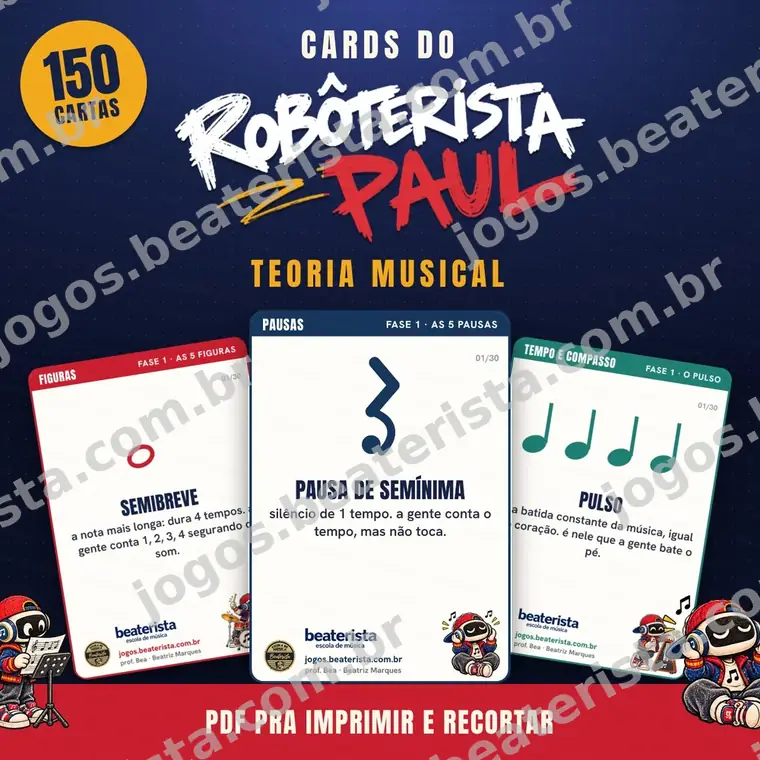 150
CARTAS
CARDS DO
ROBÔTERISTA
PAUL
TEORIA MUSICAL
FIGURAS
FASE 1 · AS 5 FIGURAS
01/30
SEMIBREVE
a nota mais longa: dura 4 tempos. a
gente conta 1, 2, 3, 4 segurando o
som.
beaterista
escola de música
jogos.beaterista.com.br
prof. Bea · Beatriz Marques
PAUSAS
FASE 1 · AS 5 PAUSAS
01/30
PAUSA DE SEMÍNIMA
silêncio de 1 tempo. a gente conta o
tempo, mas não toca.
beaterista
escola de música
jogos.beaterista.com.br
prof. Bea · Beatriz Marques
TEMPO E COMPASSO
FASE 1 · O PULSO
01/30
PULSO
a batida constante da música, igual
coração. é nele que a gente bate o
pé.
beaterista
escola de música
jogos.beaterista.com.br
prof. Bea · Beatriz Marques
PDF PRA IMPRIMIR E RECORTAR
jogos.beaterista.com.br